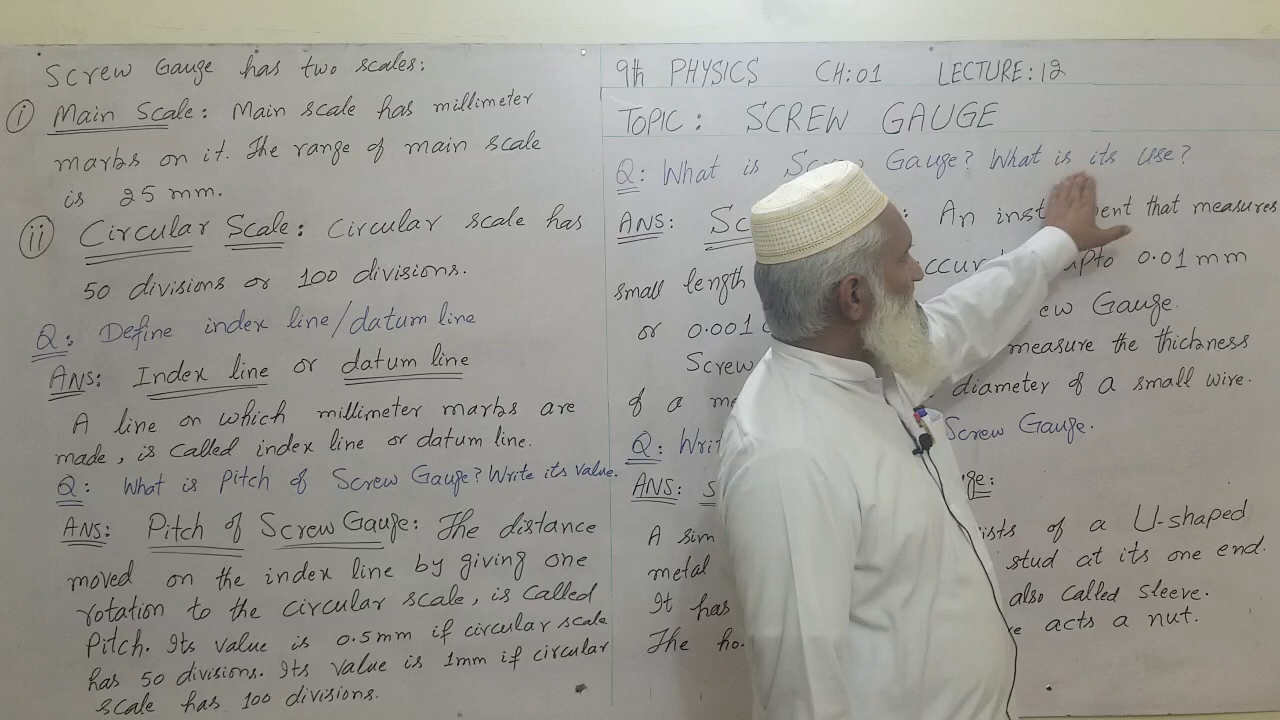 Screw Gauge has two scales:
i Main Scale: Main scale has millimeter
marks on it. The range of main scale
is 25 mm.
ii Circular Scale: Circular scale has
50 divisions or 100 divisions.
Q: Define index line/datum line
ANS: Index line or datum line
A line on which millimeter marks are
made, is called index line or datum line.
Q: What is Pitch of Screw Gauge? Write its value.
ANS: Pitch of Screw Gauge: The distance
moved on the index line by giving one
rotation to the circular scale, is called
Pitch. Its value is 0.5mm if circular scale
has 50 divisions. Its value is 1mm if circular
scale has 100 divisions.
9th PHYSICS CH:01 LECTURE:12
TOPIC: SCREW GAUGE
Q: What is Gauge? What is its use?
ANS: An that measures
small length upto 0.01mm
or 0.001 Gauge.
Screw measure the thickness
of a diameter of a small wire.
Q: Screw Gauge.
ANS:
A of a U-shaped
metal stud at its one end.
It has also called sleeve.
The acts a nut.